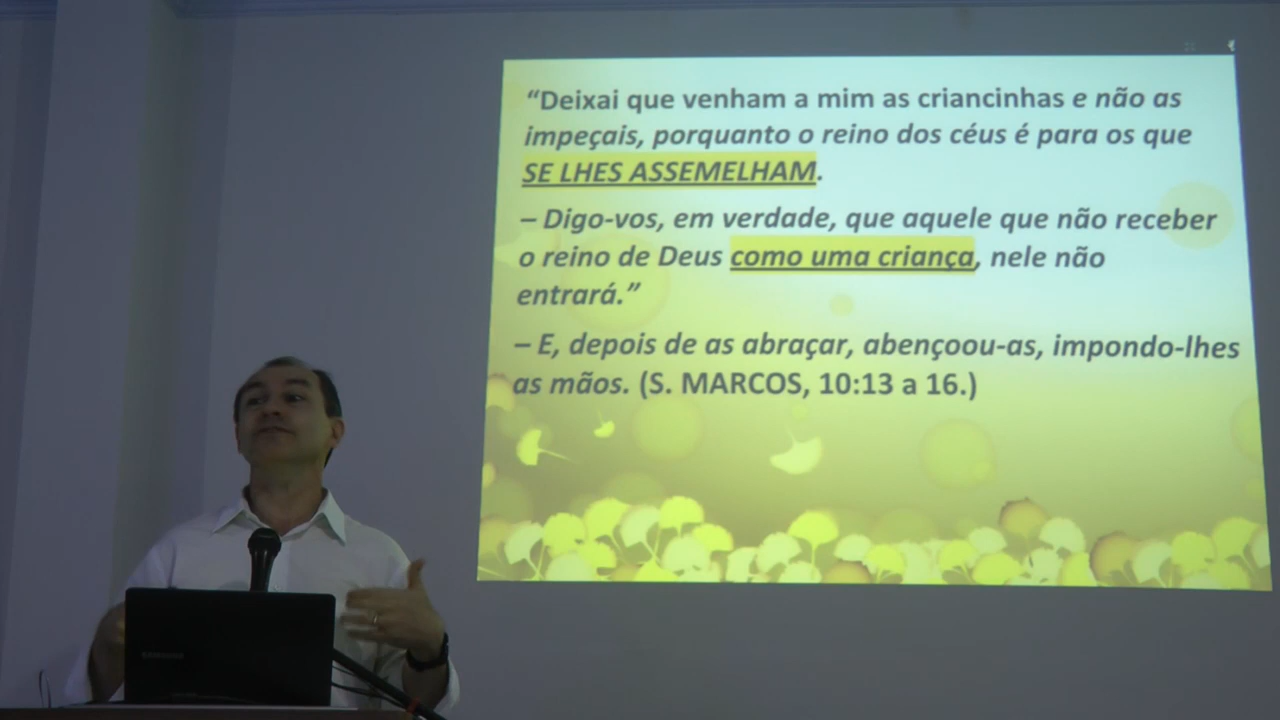 “Deixai que venham a mim as criancinhas e não as
impeçais, porquanto o reino dos céus é para os que
SE LHES ASSEMELHAM.
– Digo-vos, em verdade, que aquele que não receber
o reino de Deus como uma criança, nele não
entrará.”
– E, depois de as abraçar, abençoou-as, impondo-lhes
as mãos. (S. MARCOS, 10:13 a 16.)